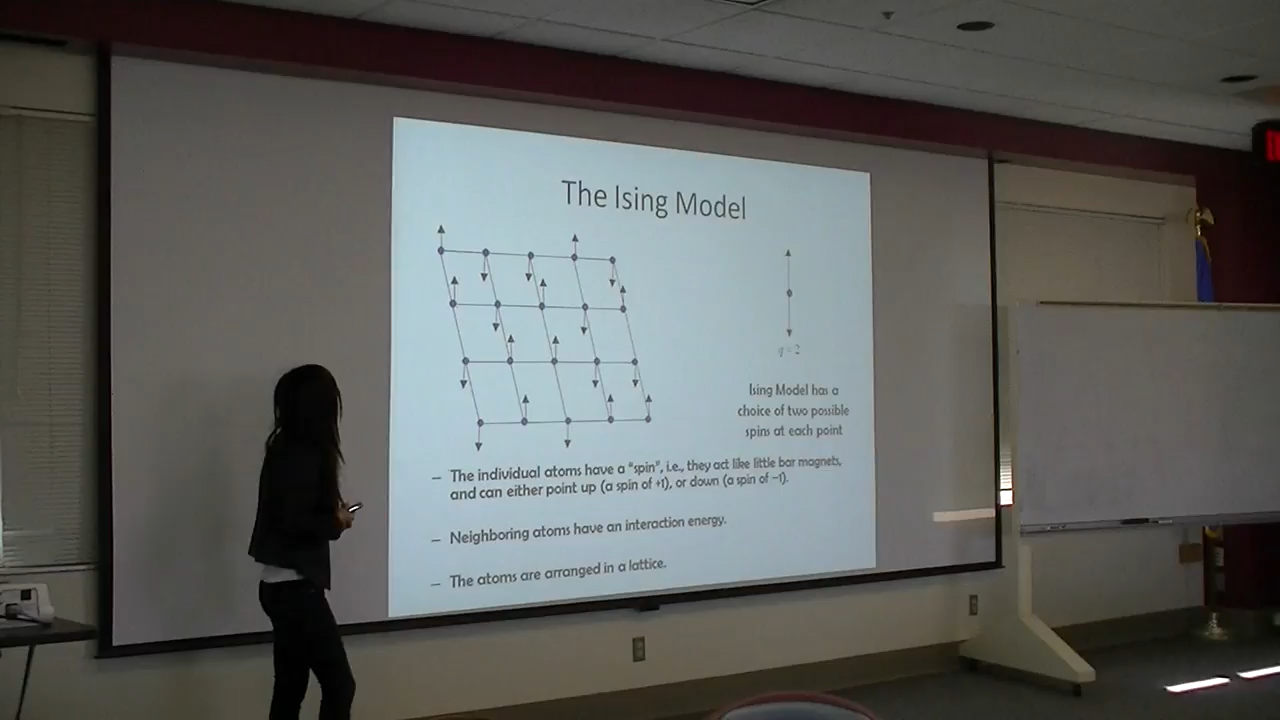 The Ising Model
q = 2
Ising Model has a
choice of two possible
spins at each point
– The individual atoms have a “spin”, i.e., they act like little bar magnets,
and can either point up (a spin of +1), or down (a spin of –1).
– Neighboring atoms have an interaction energy.
– The atoms are arranged in a lattice.